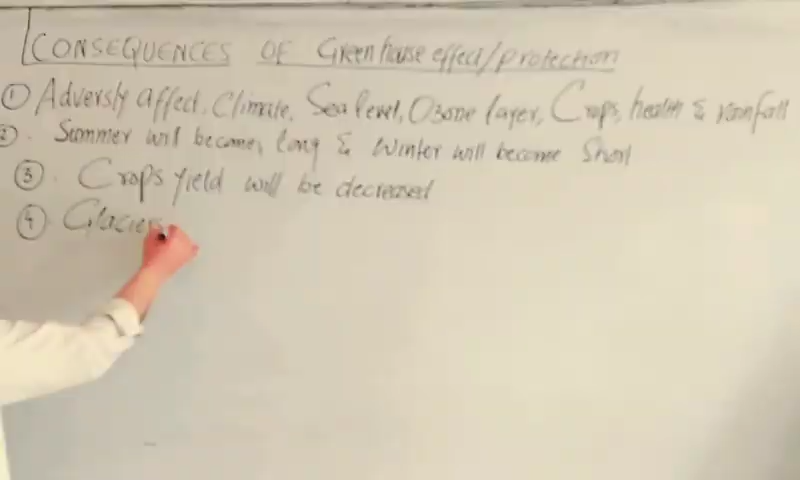 CONSEQUENCES OF Green house effect/protection
① Adversly affect, Climate, Sea level, Ozone layer, Crops, health & rainfall
②. Summer will become, long & Winter will become Short
③. Crops yield will be decreased
④. Glaciers